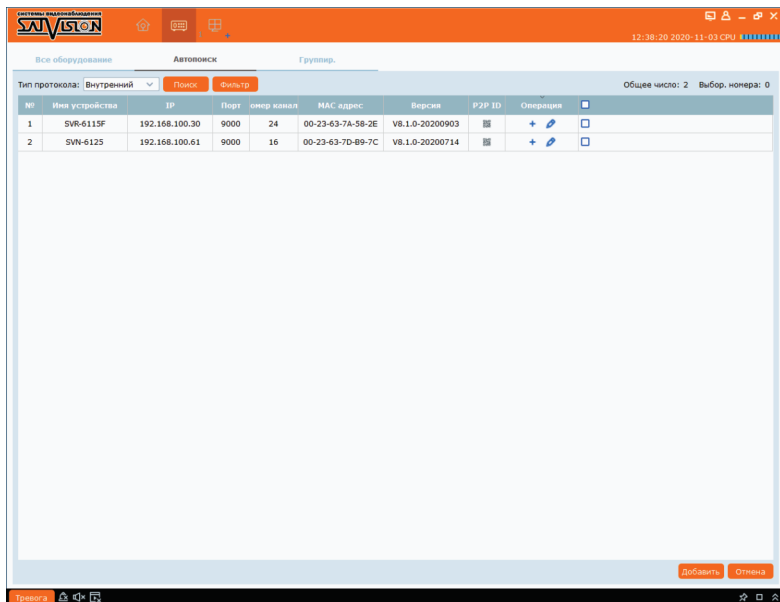 системы видеонаблюдения
SATVISION
12:38:20 2020-11-03 CPU
Все оборудование Автопоиск Группир.
Тип протокола: Внутренний Поиск Фильтр Общее число: 2 Выбор. номера: 0
№ Имя устройства IP Порт омер канал MAC адрес Версия P2P ID Операция
1 SVR-6115F 192.168.100.30 9000 24 00-23-63-7A-58-2E V8.1.0-20200903
2 SVN-6125 192.168.100.61 9000 16 00-23-63-7D-B9-7C V8.1.0-20200714
Добавить Отмена
Тревога